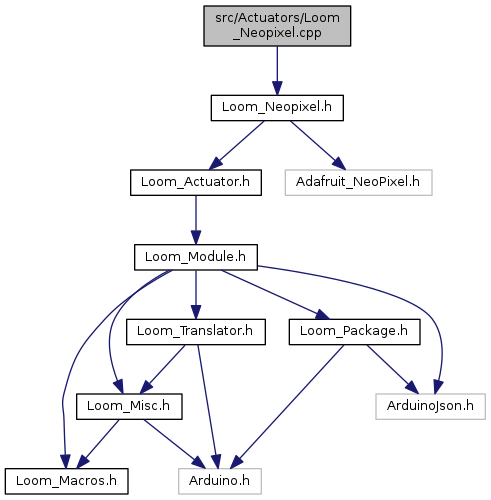 src/Actuators/Loom
_Neopixel.cpp
Loom_Neopixel.h
Loom_Actuator.h
Adafruit_NeoPixel.h
Loom_Module.h
Loom_Translator.h
Loom_Package.h
Loom_Misc.h
ArduinoJson.h
Loom_Macros.h
Arduino.h